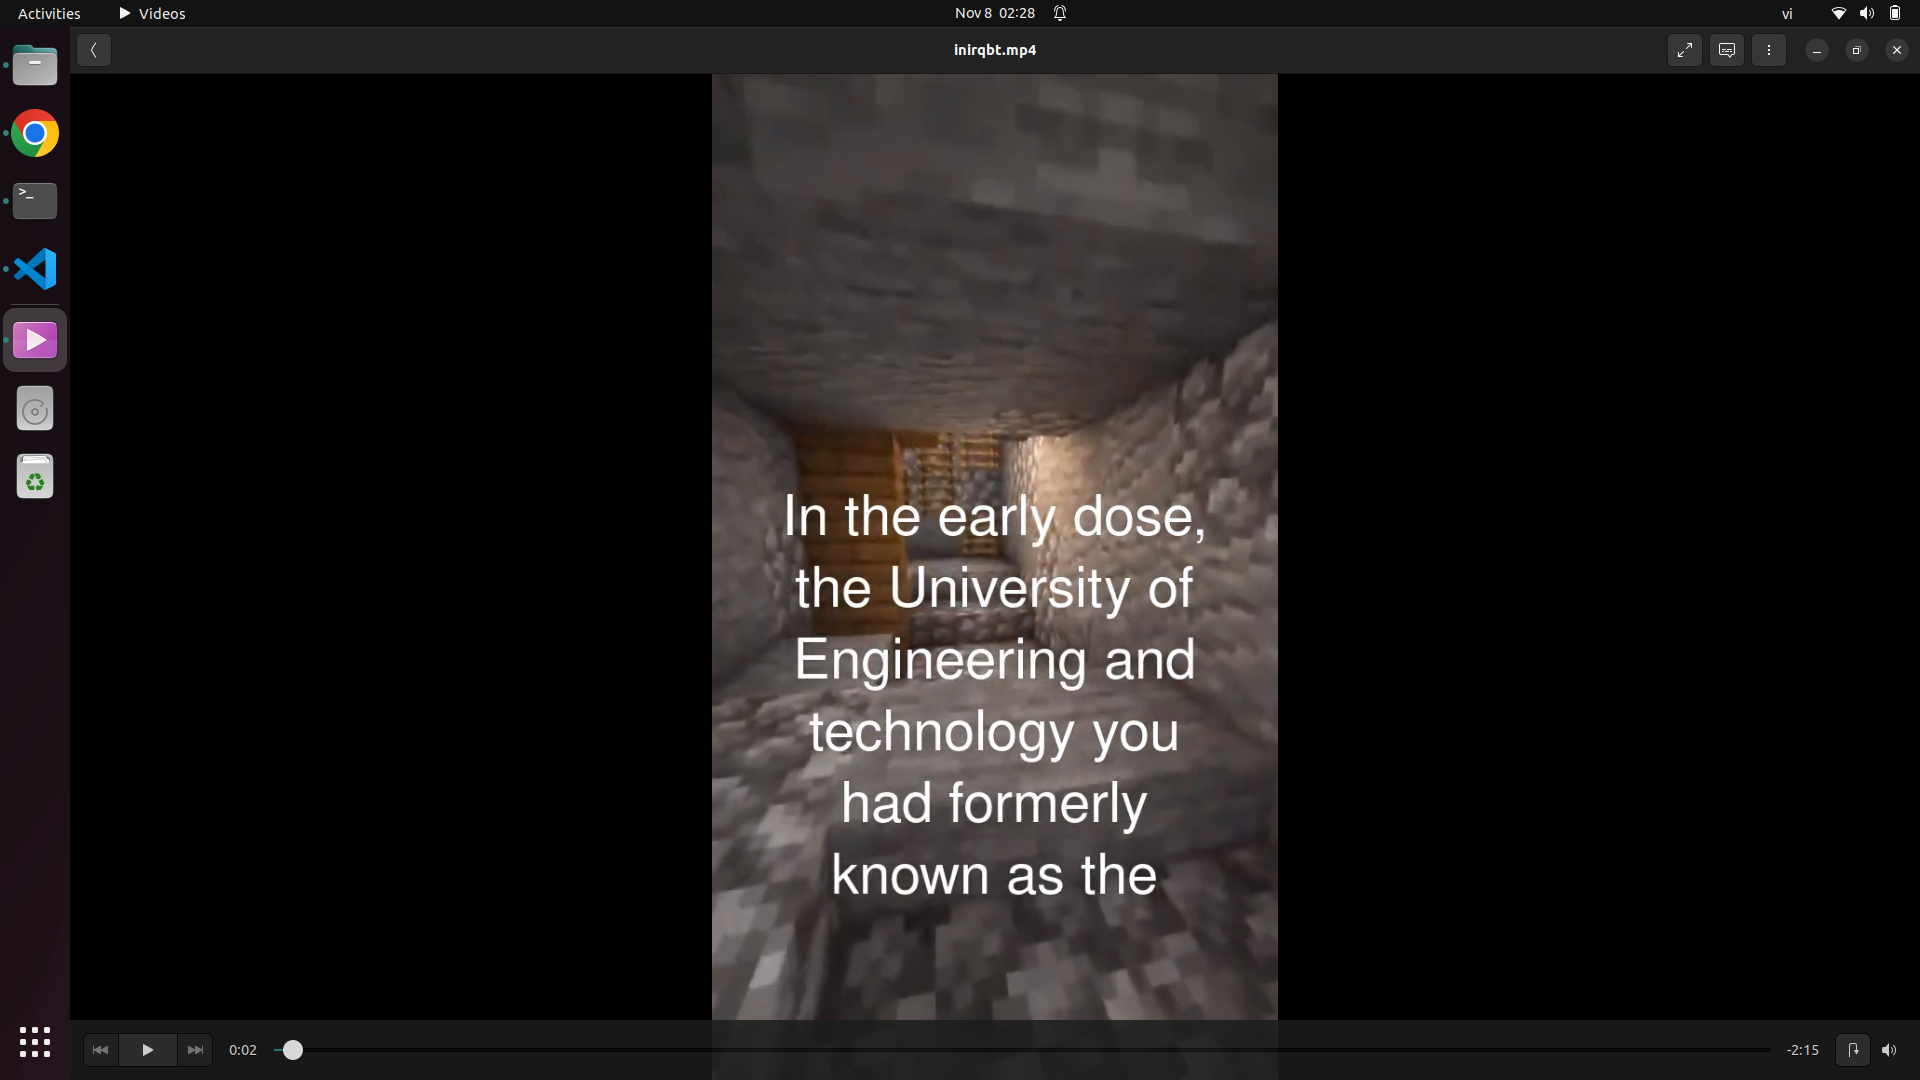 Activities
Videos
Nov 8 02:28
vi
inirqbt.mp4
In the early dose,
the University of
Engineering and
technology you
had formerly
known as the
0:02
-2:15